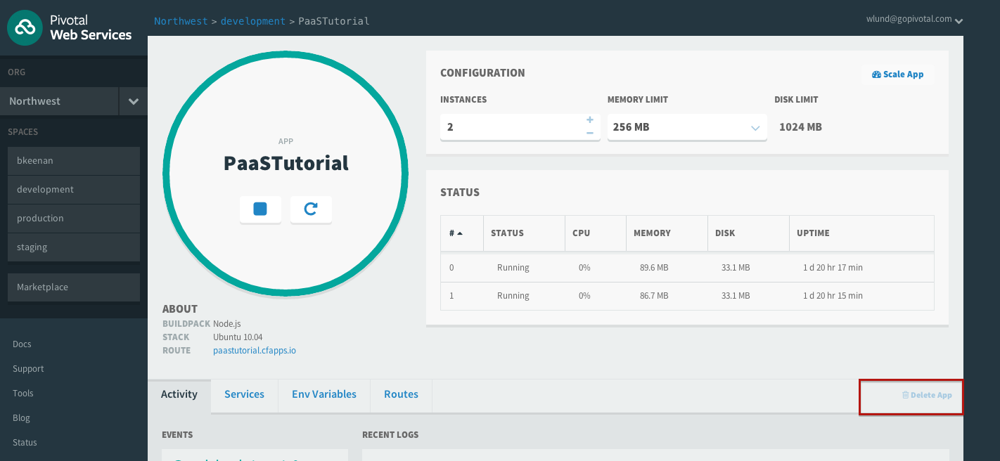 Pivotal
Web Services
ORG
Northwest
SPACES
bkeenan
development
production
staging
Marketplace
Docs
Support
Tools
Blog
Status
Northwest > development > PaaSTutorial
wlund@gopivotal.com
APP
PaaSTutorial
ABOUT
BUILDPACK Node.js
STACK Ubuntu 10.04
ROUTE paastutorial.cfapps.io
CONFIGURATION
Scale App
INSTANCES MEMORY LIMIT DISK LIMIT
2 + − 256 MB 1024 MB
STATUS
# STATUS CPU MEMORY DISK UPTIME
0 Running 0% 89.6 MB 33.1 MB 1 d 20 hr 17 min
1 Running 0% 86.7 MB 33.1 MB 1 d 20 hr 15 min
Activity Services Env Variables Routes Delete App
EVENTS RECENT LOGS